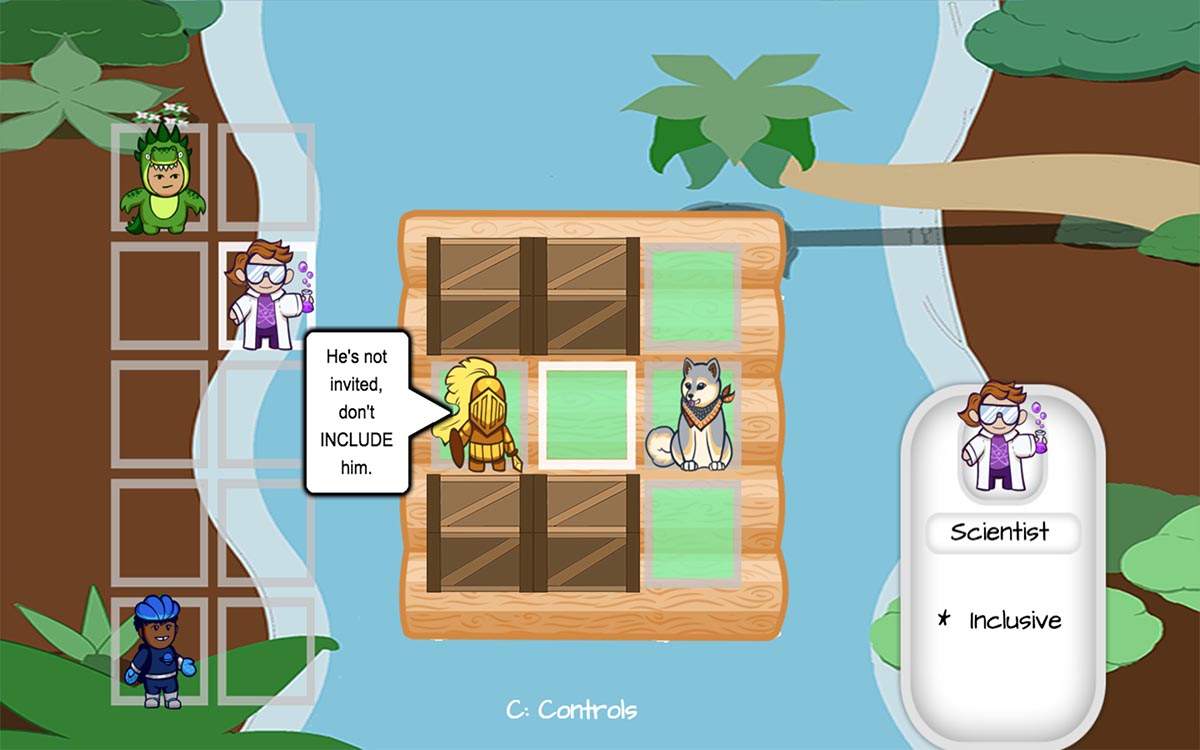 He's not
invited,
don't
INCLUDE
him.
Scientist
* Inclusive
C: Controls